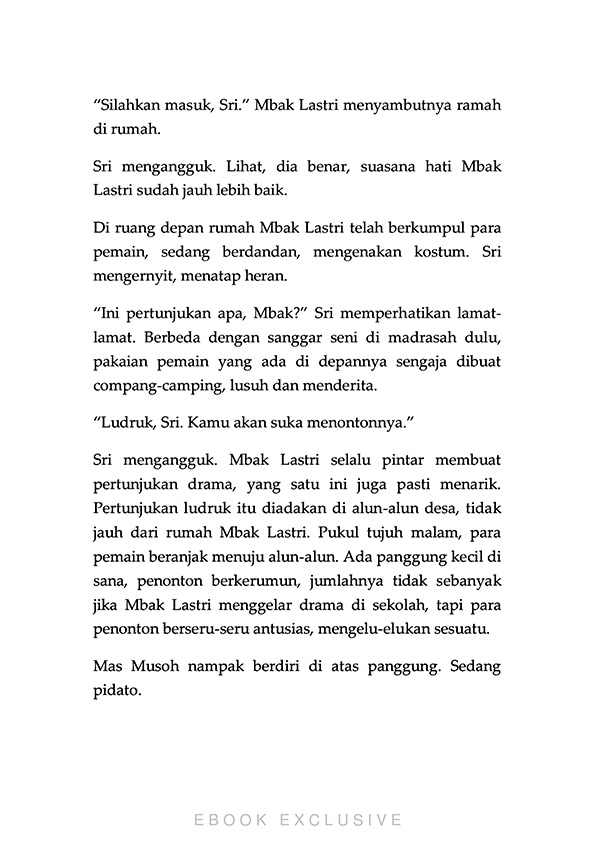 “Silahkan masuk, Sri.” Mbak Lastri menyambutnya ramah
di rumah.
Sri mengangguk. Lihat, dia benar, suasana hati Mbak
Lastri sudah jauh lebih baik.
Di ruang depan rumah Mbak Lastri telah berkumpul para
pemain, sedang berdandan, mengenakan kostum. Sri
mengernyit, menatap heran.
“Ini pertunjukan apa, Mbak?” Sri memperhatikan lamat-
lamat. Berbeda dengan sanggar seni di madrasah dulu,
pakaian pemain yang ada di depannya sengaja dibuat
compang-camping, lusuh dan menderita.
“Ludruk, Sri. Kamu akan suka menontonnya.”
Sri mengangguk. Mbak Lastri selalu pintar membuat
pertunjukan drama, yang satu ini juga pasti menarik.
Pertunjukan ludruk itu diadakan di alun-alun desa, tidak
jauh dari rumah Mbak Lastri. Pukul tujuh malam, para
pemain beranjak menuju alun-alun. Ada panggung kecil di
sana, penonton berkerumun, jumlahnya tidak sebanyak
jika Mbak Lastri menggelar drama di sekolah, tapi para
penonton berseru-seru antusias, mengelu-elukan sesuatu.
Mas Musoh nampak berdiri di atas panggung. Sedang
pidato.
EBOOK EXCLUSIVE